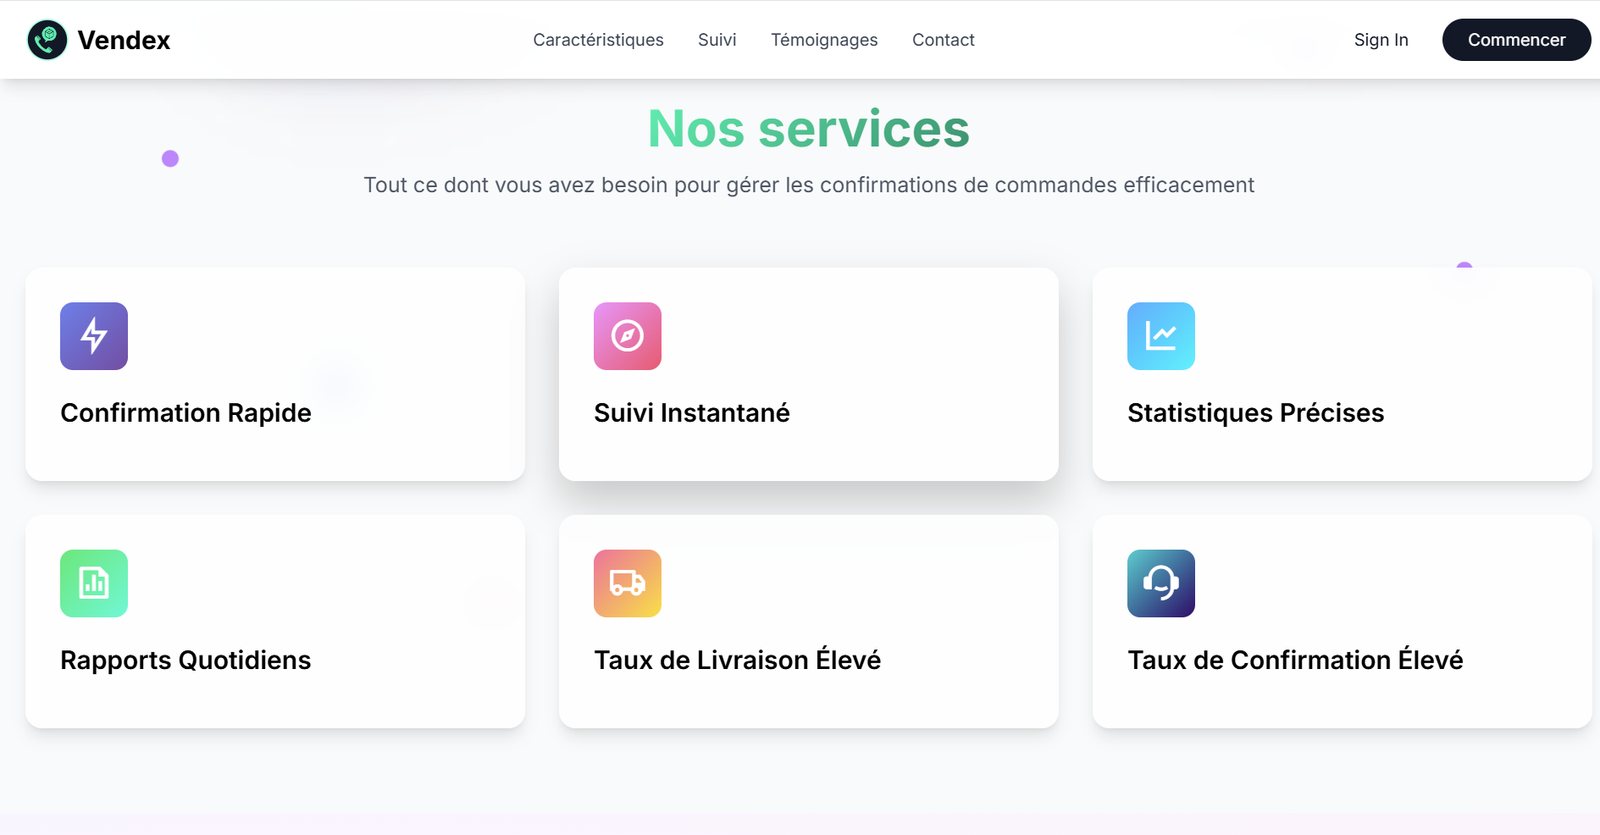 Vendex
Caractéristiques
Suivi
Témoignages
Contact
Sign In
Commencer
Nos services
Tout ce dont vous avez besoin pour gérer les confirmations de commandes efficacement
Confirmation Rapide
Suivi Instantané
Statistiques Précises
Rapports Quotidiens
Taux de Livraison Élevé
Taux de Confirmation Élevé